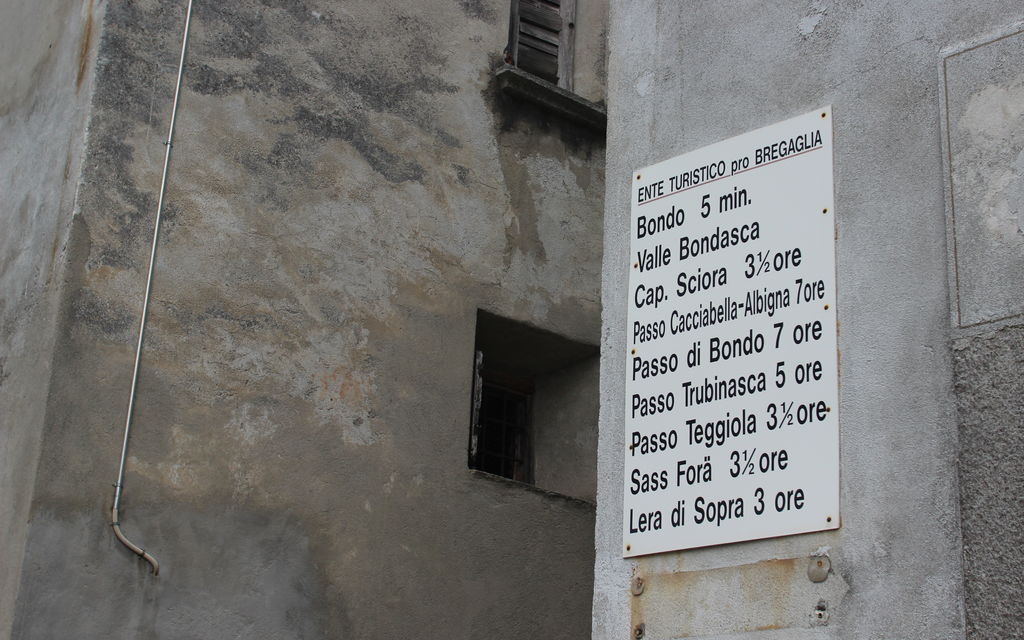 ENTE TURISTICO pro BREGAGLIA
Bondo 5 min.
Valle Bondasca
Cap. Sciora 3½ ore
Passo Cacciabella-Albigna 7ore
Passo di Bondo 7 ore
Passo Trubinasca 5 ore
Passo Teggiola 3½ ore
Sass Forä 3½ ore
Lera di Sopra 3 ore